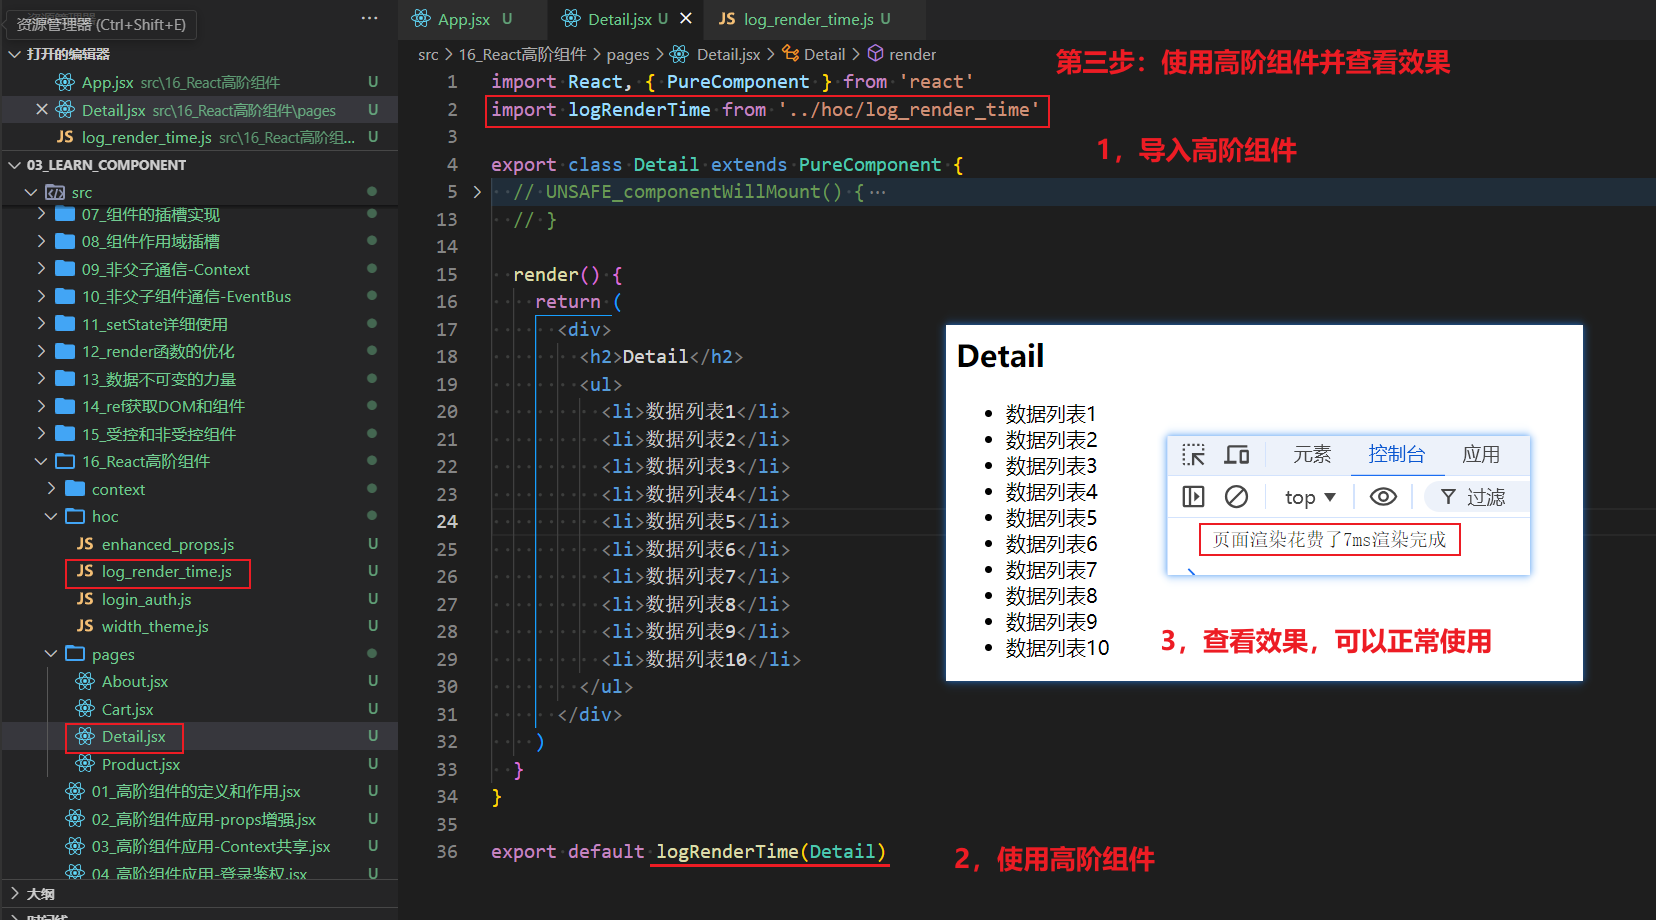 资源管理器 (Ctrl+Shift+E)
打开的编辑器
App.jsx src\16_React高阶组件 U
Detail.jsx src\16_React高阶组件\pages U
JS log_render_time.js src\16_React高阶组... U
03_LEARN_COMPONENT
src
07_组件的插槽实现
08_组件作用域插槽
09_非父子通信-Context
10_非父子组件通信-EventBus
11_setState详细使用
12_render函数的优化
13_数据不可变的力量
14_ref获取DOM和组件
15_受控和非受控组件
16_React高阶组件
context
hoc
JS enhanced_props.js U
JS log_render_time.js U
JS login_auth.js U
JS width_theme.js U
pages
About.jsx U
Cart.jsx U
Detail.jsx U
Product.jsx U
01_高阶组件的定义和作用.jsx U
02_高阶组件应用-props增强.jsx U
03_高阶组件应用-Context共享.jsx U
04_高阶组件应用-登录鉴权.jsx U
大纲
时间线
App.jsx U
Detail.jsx U
JS log_render_time.js U
src > 16_React高阶组件 > pages > Detail.jsx > Detail > render
第三步：使用高阶组件并查看效果
1 import React, { PureComponent } from 'react'
2 import logRenderTime from '../hoc/log_render_time'
3
1，导入高阶组件
4 export class Detail extends PureComponent {
5 // UNSAFE_componentWillMount() { ...
13 // }
14
15 render() {
16 return (
17 <div>
18 <h2>Detail</h2>
19 <ul>
20 <li>数据列表1</li>
21 <li>数据列表2</li>
22 <li>数据列表3</li>
23 <li>数据列表4</li>
24 <li>数据列表5</li>
25 <li>数据列表6</li>
26 <li>数据列表7</li>
27 <li>数据列表8</li>
28 <li>数据列表9</li>
29 <li>数据列表10</li>
30 </ul>
31 </div>
32 )
33 }
34 }
35
36 export default logRenderTime(Detail)
2，使用高阶组件
Detail
数据列表1
数据列表2
数据列表3
数据列表4
数据列表5
数据列表6
数据列表7
数据列表8
数据列表9
数据列表10
元素 控制台 应用
top 过滤
页面渲染花费了7ms渲染完成
3，查看效果，可以正常使用